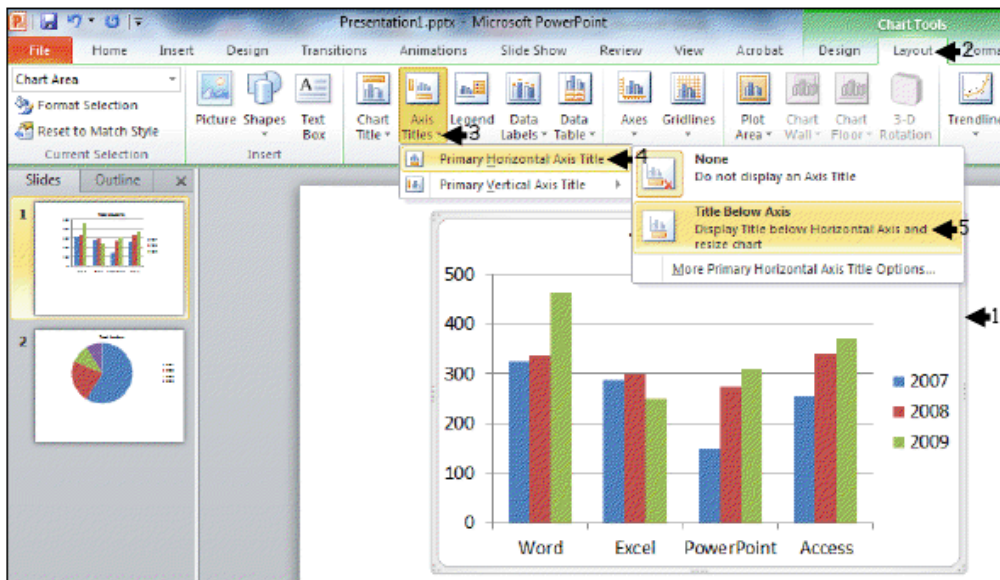 Presentation1.pptx - Microsoft PowerPoint
Chart Tools
File Home Insert Design Transitions Animations Slide Show Review View Acrobat Design Layout 2 Forma
Chart Area
Format Selection
Reset to Match Style
Current Selection
Picture Shapes Text Box
Insert
Chart Title Axis Titles 3 Legend Data Labels Data Table
Axes Gridlines
Plot Area Chart Wall Chart Floor 3-D Rotation
Trendline
Primary Horizontal Axis Title 4
Primary Vertical Axis Title
None
Do not display an Axis Title
Title Below Axis
Display Title below Horizontal Axis and 5
resize chart
More Primary Horizontal Axis Title Options...
Slides Outline
1
2
1
500
400
300
200
100
0
Word Excel PowerPoint Access
2007
2008
2009